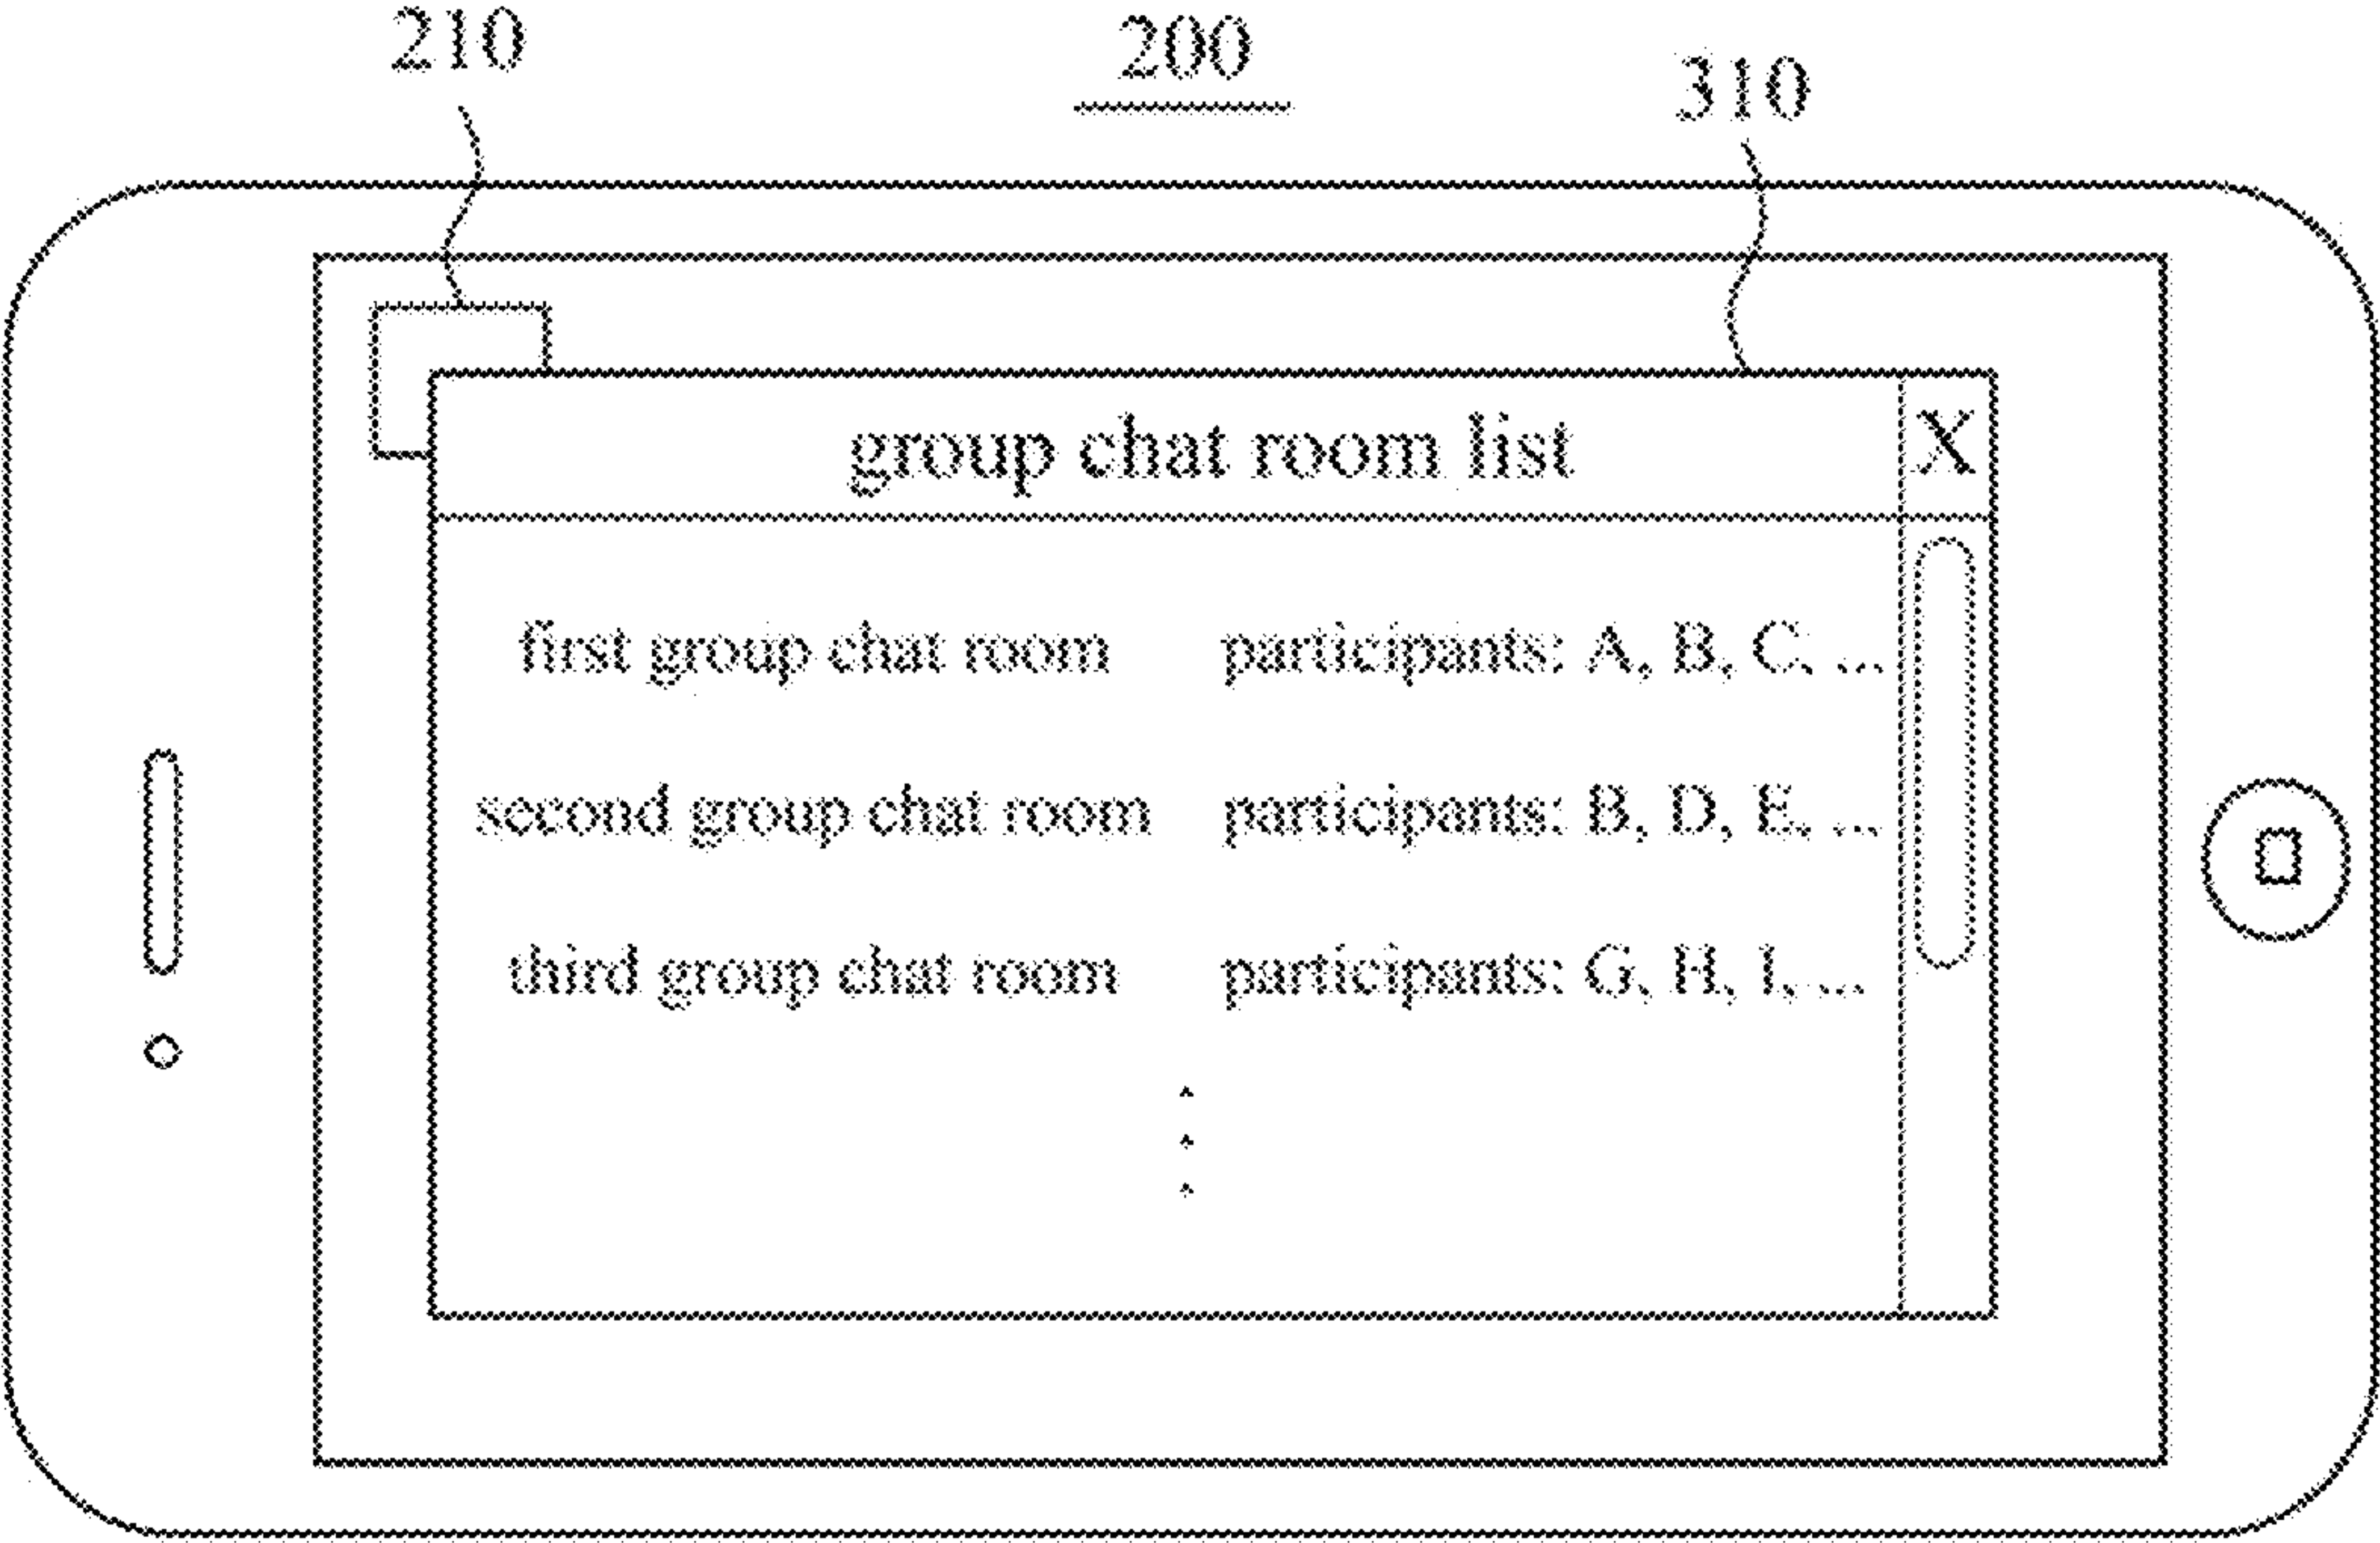 210
200
310
group chat room list X
first group chat room participants: A, B, C, ...
second group chat room participants: B, D, E, ...
third group chat room participants: G, H, I, ...